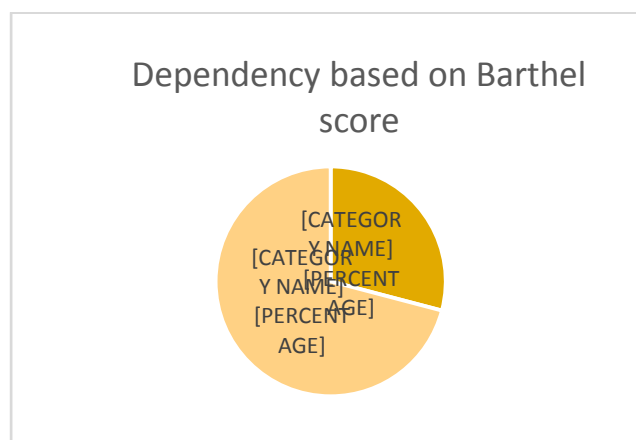 Dependency based on Barthel
score
[CATEGOR
Y NAME]
[PERCENT
AGE]
[CATEGOR
Y NAME]
[PERCENT
AGE]